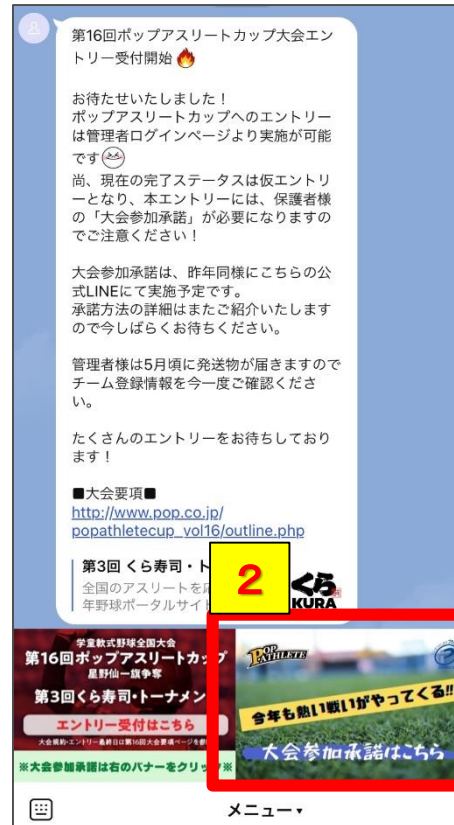 第16回ポップアスリートカップ大会エン
トリー受付開始🔥
お待たせいたしました！
ポップアスリートカップへのエントリー
は管理者ログインページより実施が可能
です
尚、現在の完了ステータスは仮エントリ
ーとなり、本エントリーには、保護者様
の「大会参加承諾」が必要になりますの
でご注意ください！
大会参加承諾は、昨年同様にこちらの公
式LINEにて実施予定です。
承諾方法の詳細はまたご紹介いたします
ので今しばらくお待ちください。
管理者様は5月頃に発送物が届きますので
チーム登録情報を今一度ご確認くださ
い。
たくさんのエントリーをお待ちしており
ます！
■大会要項■
http://www.pop.co.jp/
popathletecup_vol16/outline.php
第3回 くら寿司・ト
全国のアスリートを
年野球ポータルサイト
2
くら
KURA
学童軟式野球全国大会
第16回ポップアスリートカップ
星野仙一旗争奪
第3回くら寿司・トーナメン
エントリー受付はこちら
※大会参加承諾は右のバナーをクリック※
POP
ATHLETE
今年も熱い戦いがやってくる!!
大会参加承諾はこちら
メニュー▾